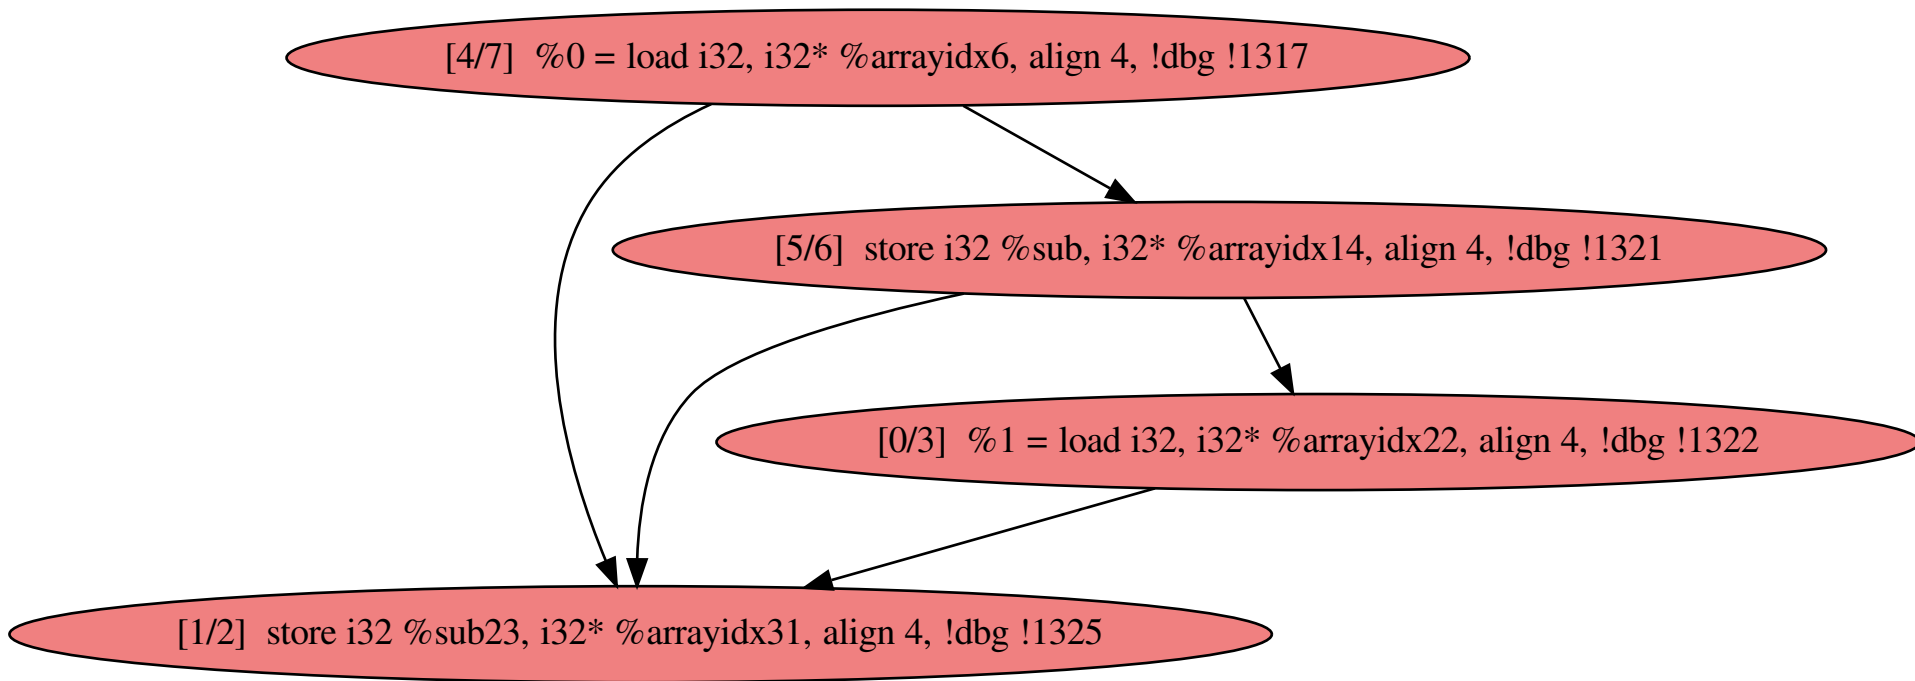 [4/7]  %0 = load i32, i32* %arrayidx6, align 4, !dbg !1317
[5/6]  store i32 %sub, i32* %arrayidx14, align 4, !dbg !1321
[0/3]  %1 = load i32, i32* %arrayidx22, align 4, !dbg !1322
[1/2]  store i32 %sub23, i32* %arrayidx31, align 4, !dbg !1325